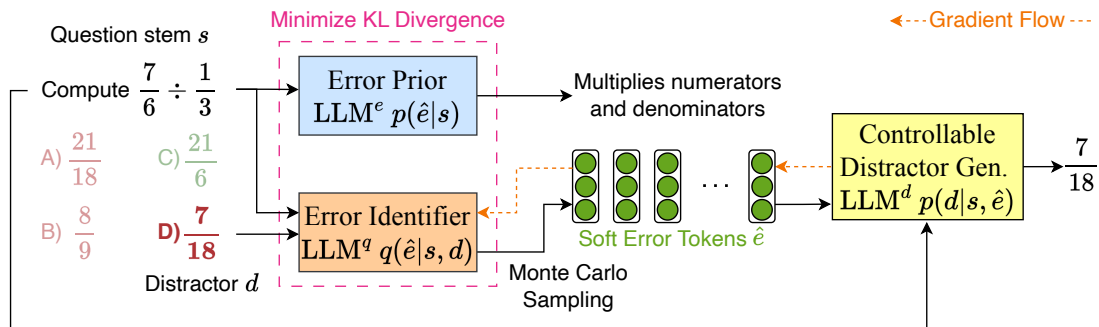 Minimize KL Divergence
Gradient Flow
Question stem s
Compute 7/6 ÷ 1/3
A) 21/18
C) 21/6
B) 8/9
D) 7/18
Distractor d
Error Prior
LLM^e p(ê|s)
Error Identifier
LLM^q q(ê|s, d)
Multiplies numerators
and denominators
...
Soft Error Tokens ê
Monte Carlo
Sampling
Controllable
Distractor Gen.
LLM^d p(d|s, ê)
7/18